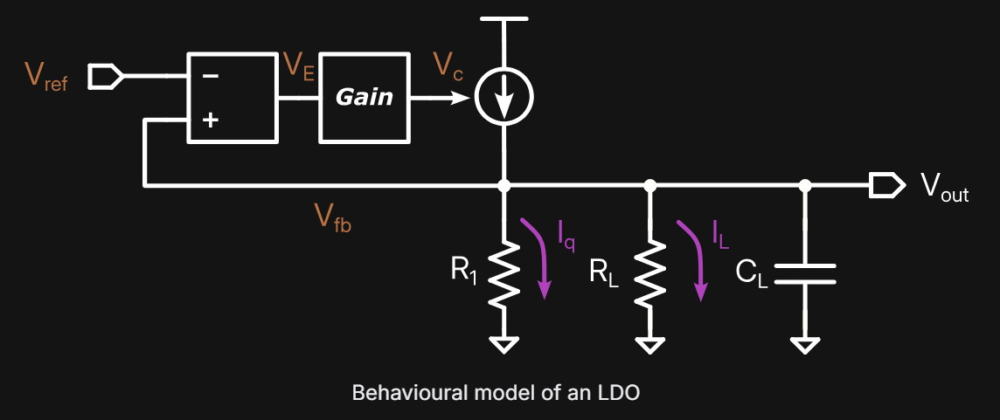 V_ref
−
+
V_E
Gain
V_c
V_fb
V_out
R_1
I_q
R_L
I_L
C_L
Behavioural model of an LDO